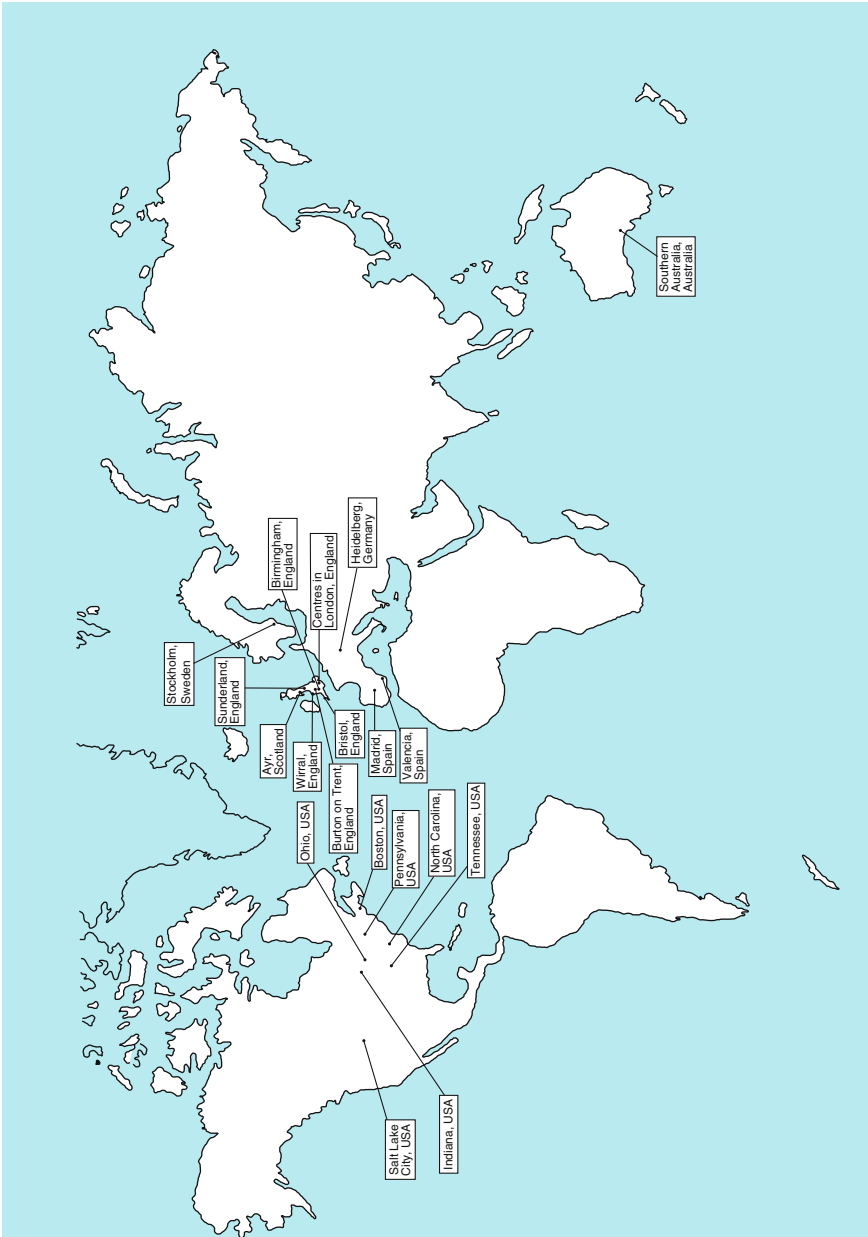 Stockholm,
Sweden
Sunderland,
England
Ayr,
Scotland
Wirral,
England
Burton on Trent,
England
Birmingham,
England
Centres in
London, England
Bristol,
England
Heidelberg,
Germany
Madrid,
Spain
Valencia,
Spain
Ohio, USA
Boston, USA
Pennsylvania,
USA
North Carolina,
USA
Tennessee, USA
Salt Lake
City, USA
Indiana, USA
Southern
Australia,
Australia